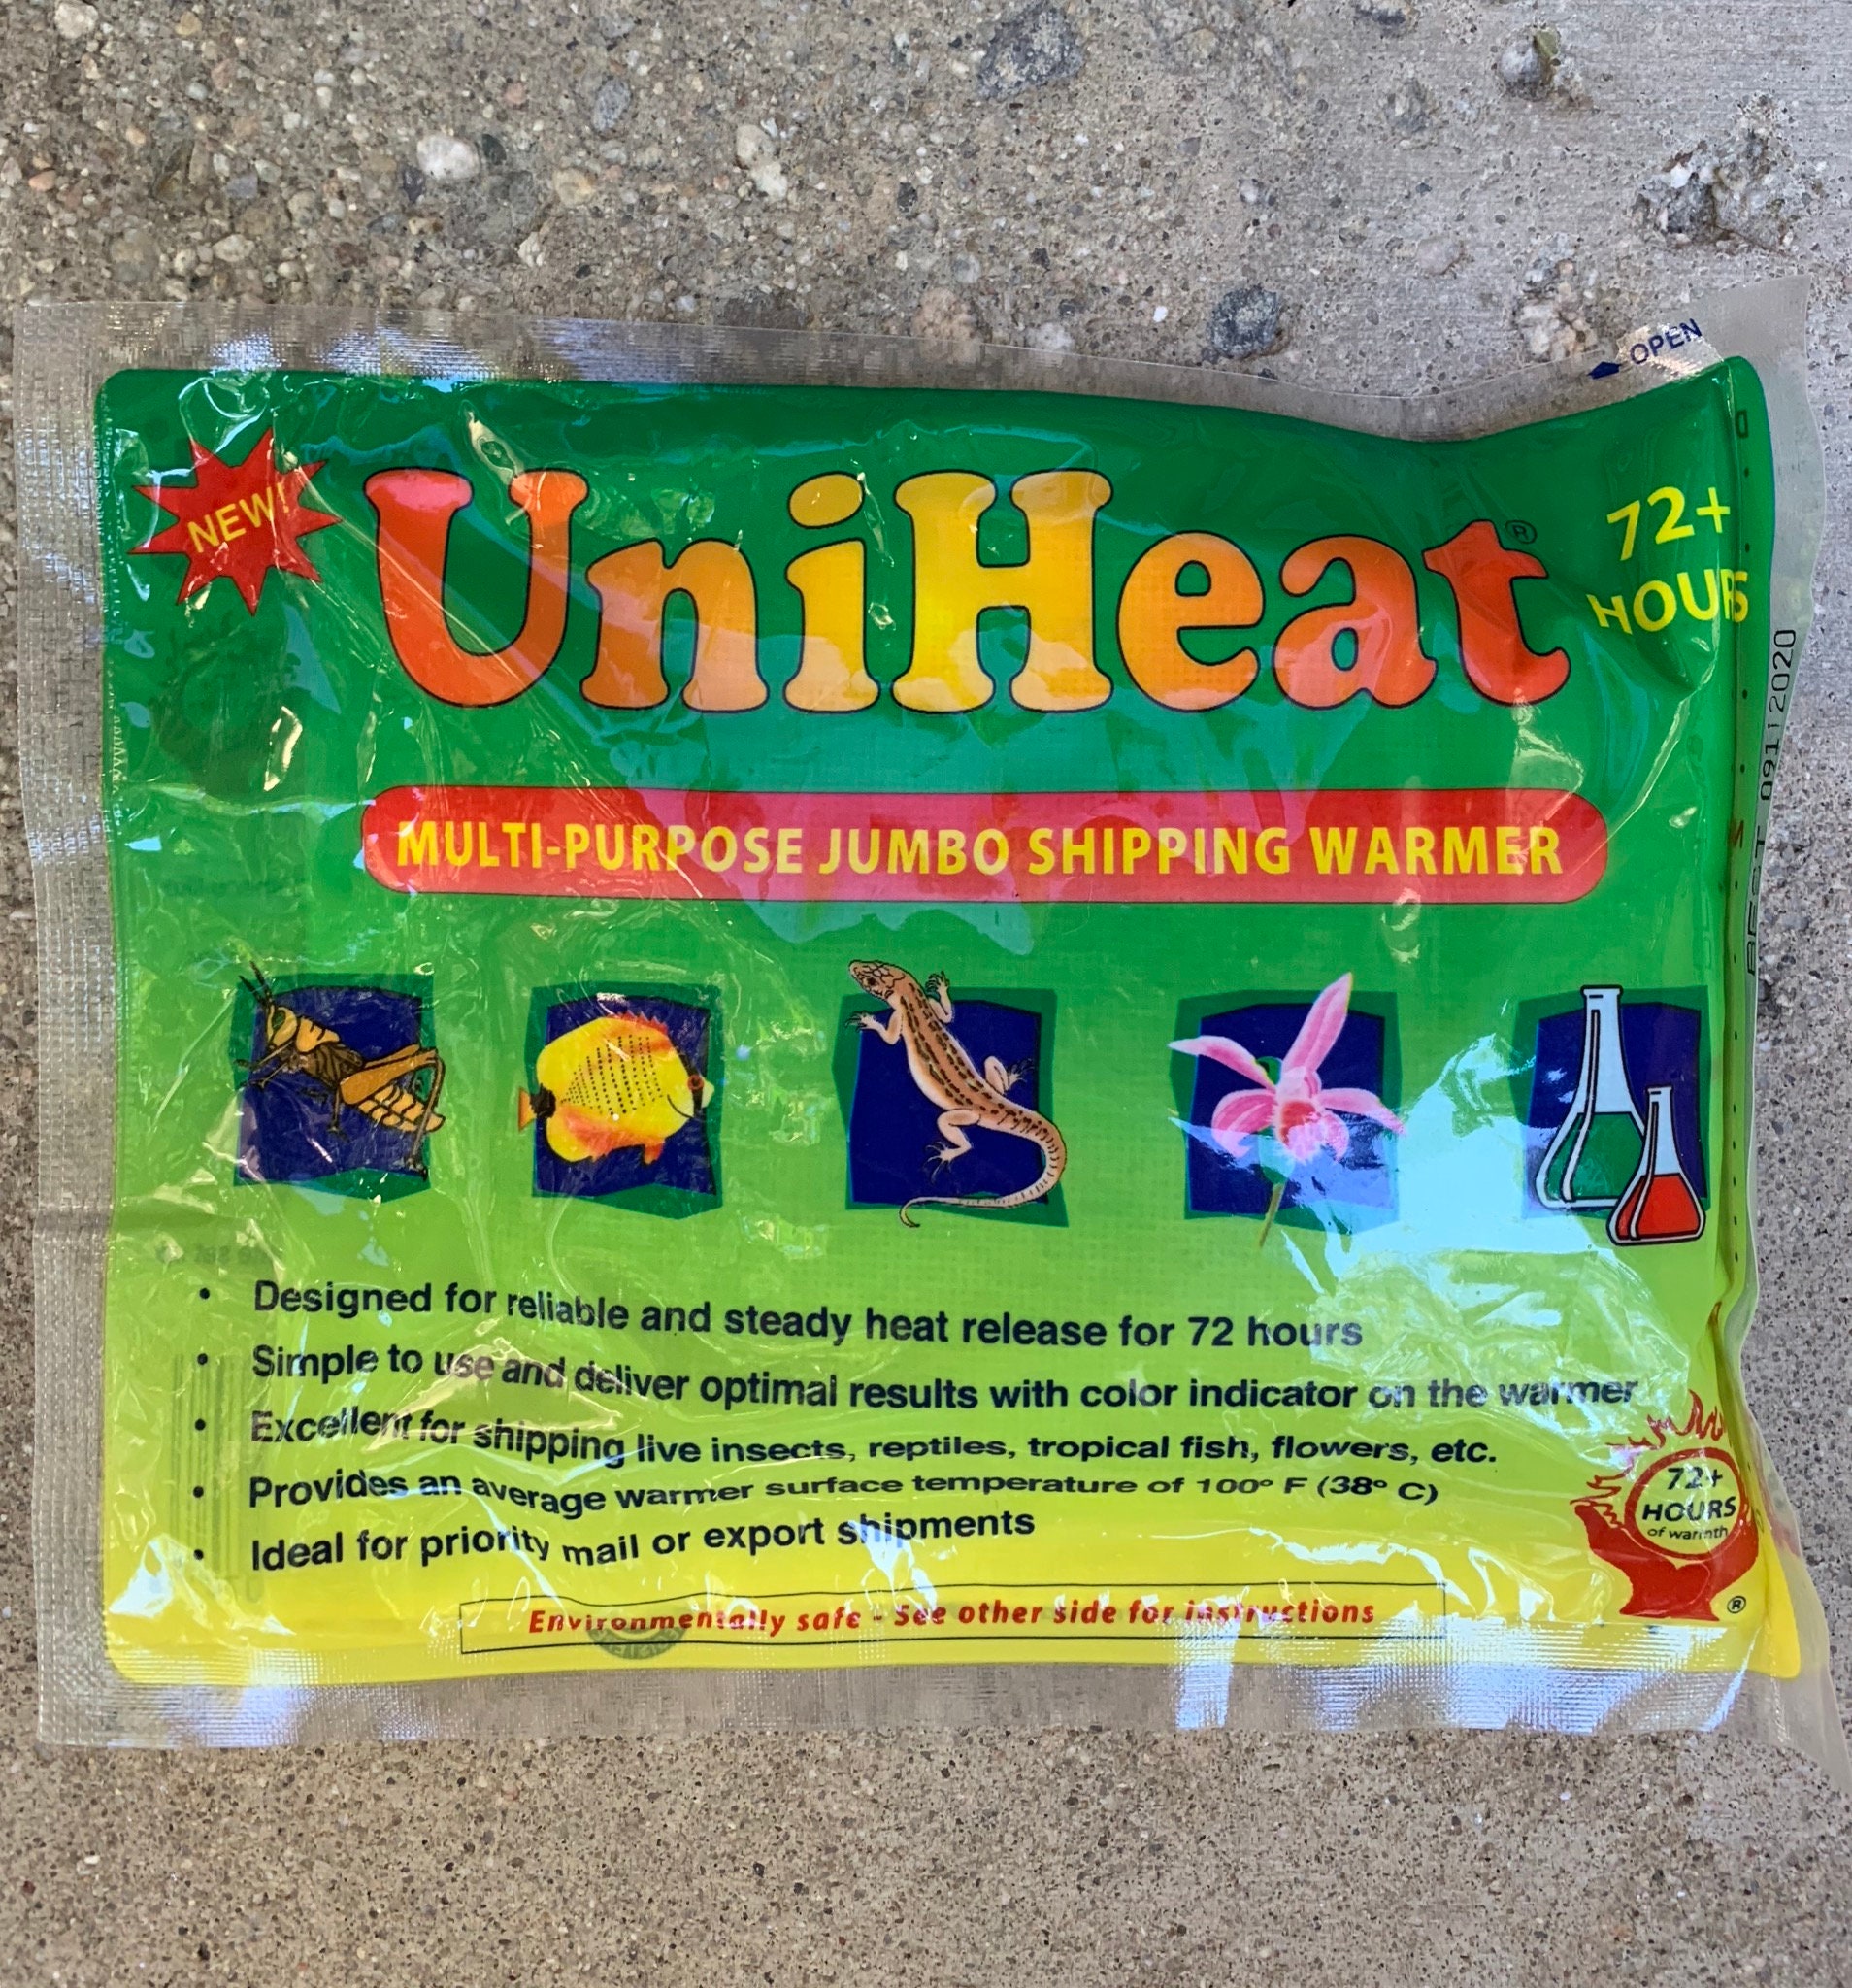 OPEN
NEW!
UniHeat®
72+
HOURS
MULTI-PURPOSE JUMBO SHIPPING WARMER
• Designed for reliable and steady heat release for 72 hours
• Simple to use and deliver optimal results with color indicator on the warmer
• Excellent for shipping live insects, reptiles, tropical fish, flowers, etc.
• Provides an average warmer surface temperature of 100º F (38º C)
• Ideal for priority mail or export shipments
72+
HOURS
of warmth
®
Environmentally safe - See other side for instructions
BEST